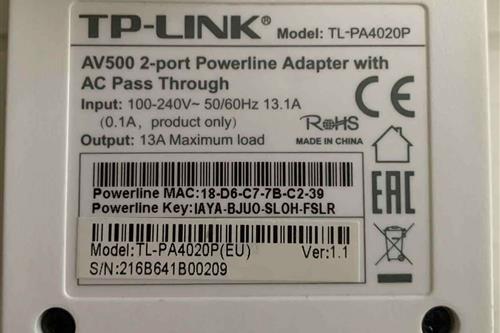 TP-LINK® Model: TL-PA4020P
AV500 2-port Powerline Adapter with
AC Pass Through
Input: 100-240V~ 50/60Hz 13.1A
(0.1A, product only)
Output: 13A Maximum load
RoHS
MADE IN CHINA
CE
EAC
Powerline MAC:18-D6-C7-7B-C2-39
Powerline Key:IAYA-BJUO-SLOH-FSLR
Model:TL-PA4020P(EU) Ver:1.1
S/N:216B641B00209